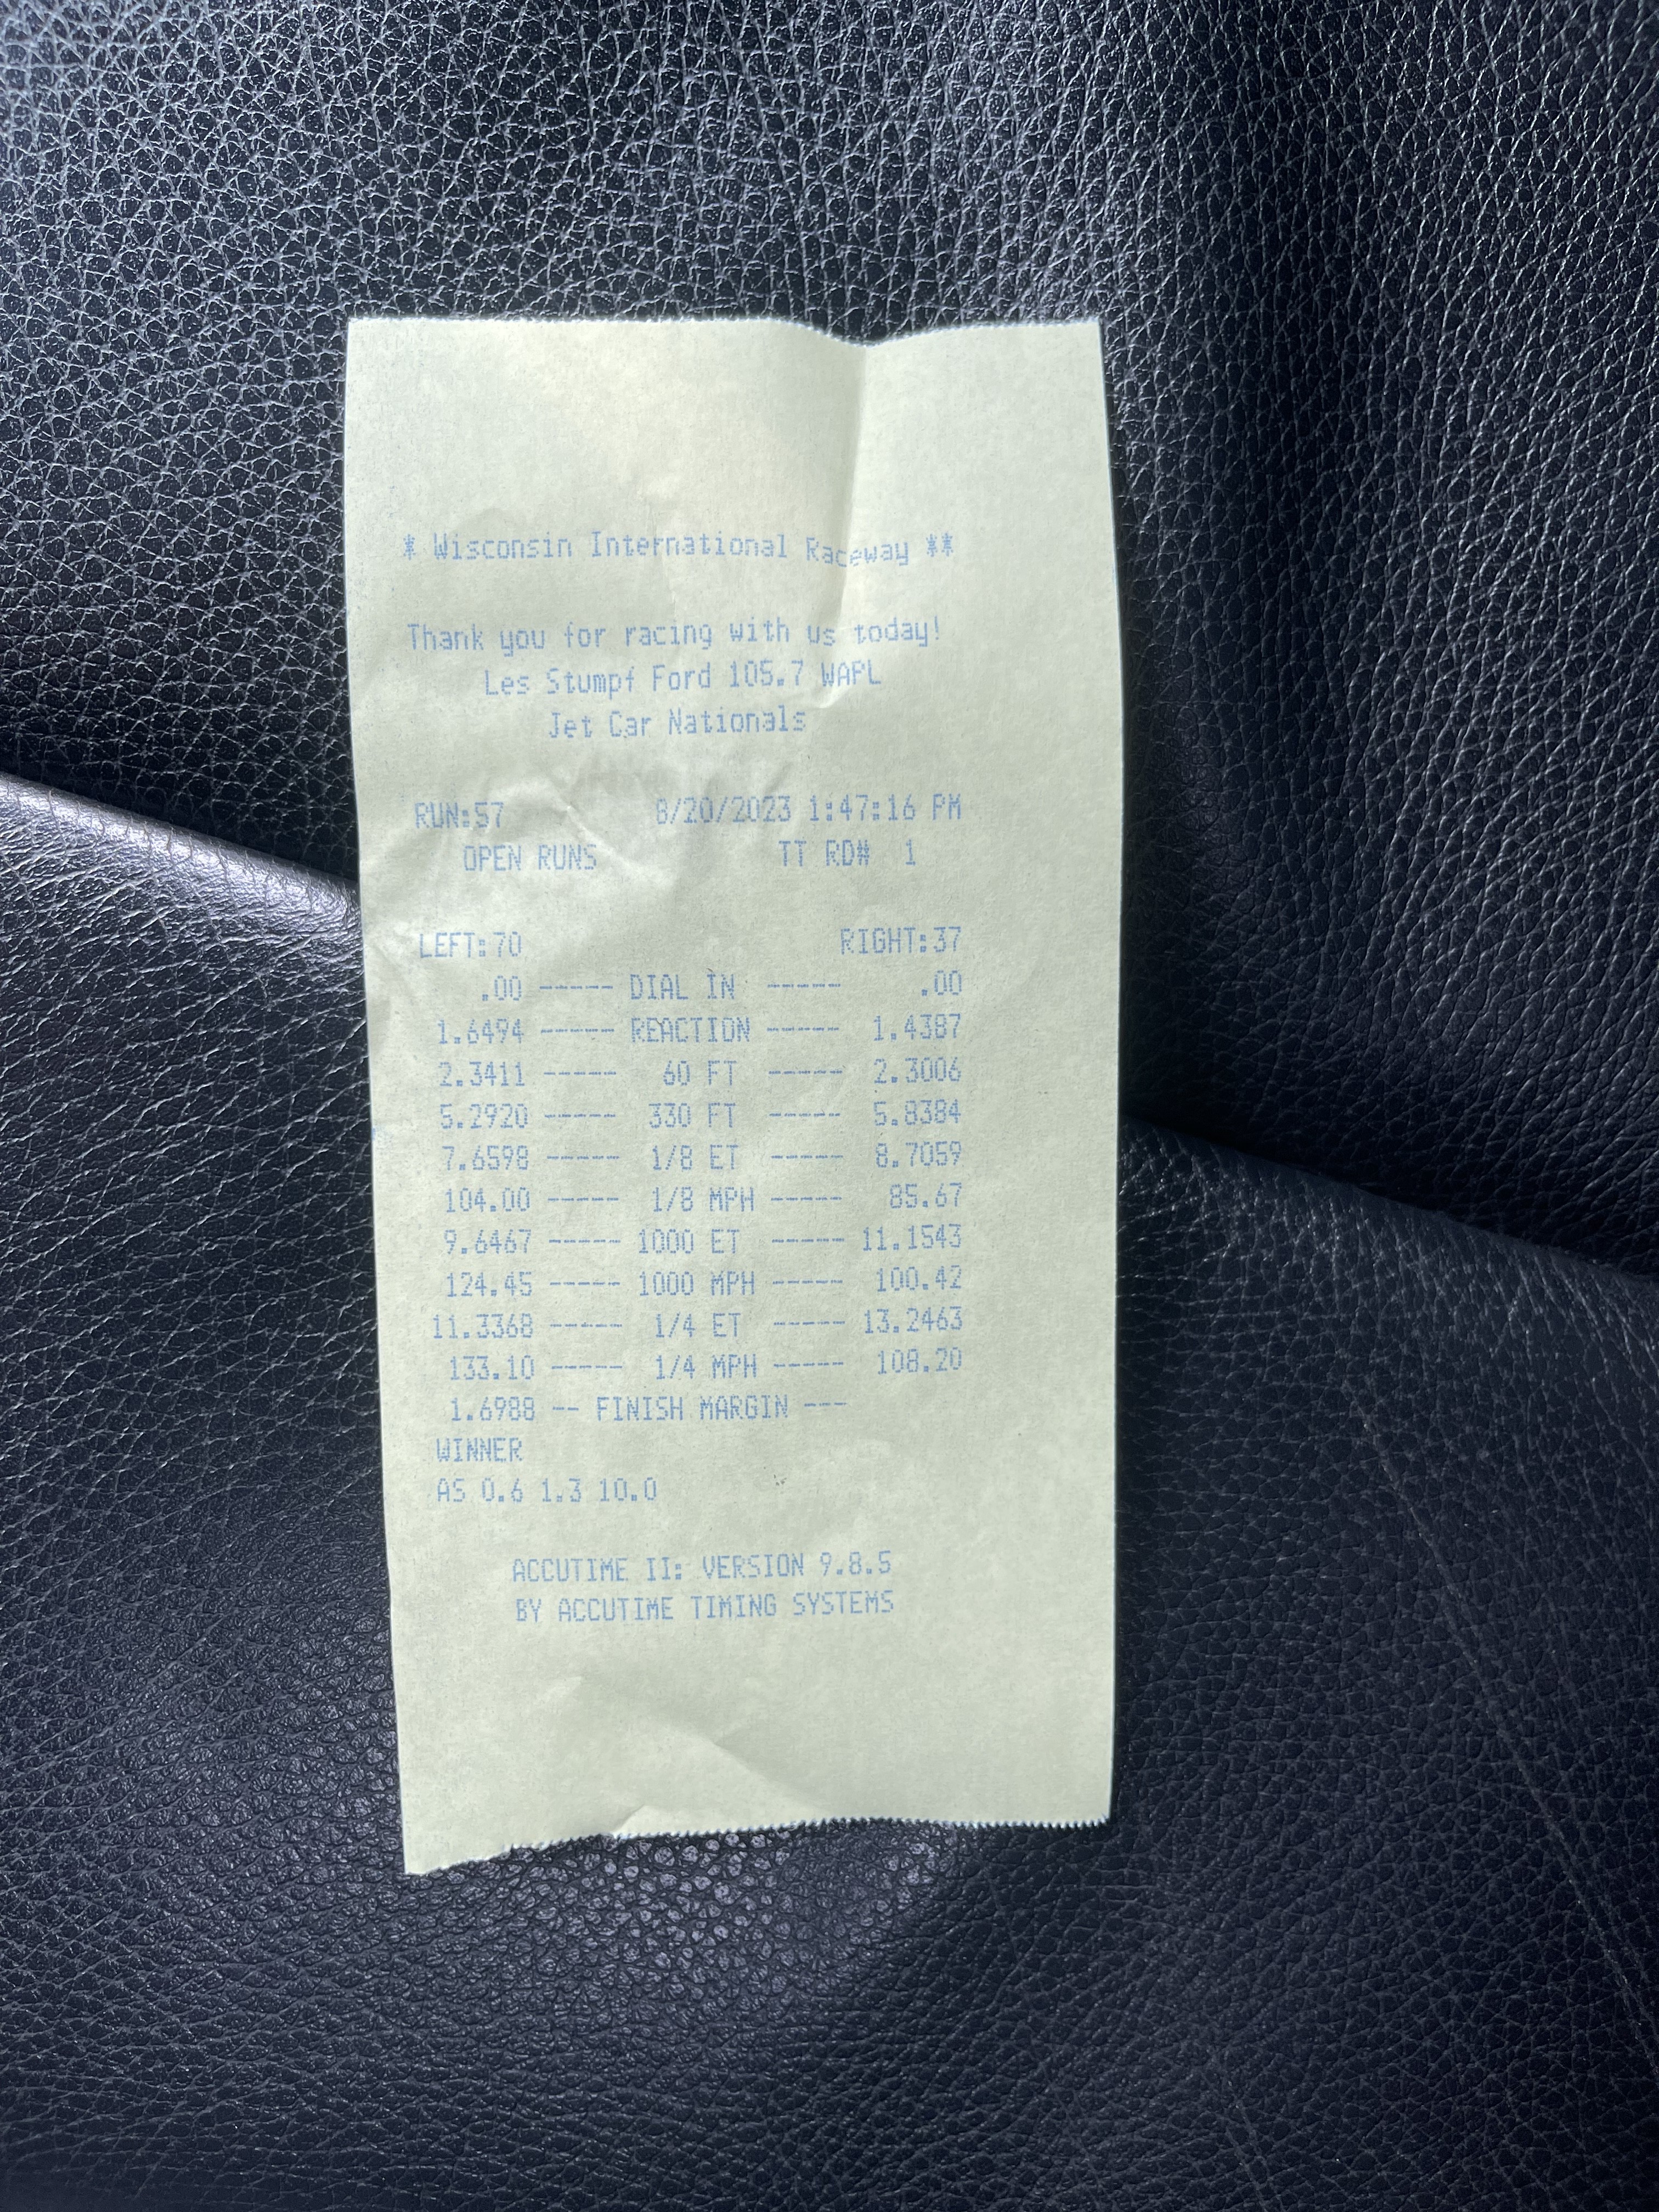 * Wisconsin International Raceway **
Thank you for racing with us today!
Les Stumpf Ford 105.7 WAPL
Jet Car Nationals
RUN:57 8/20/2023 1:47:16 PM
OPEN RUNS TT RD# 1
LEFT:70 RIGHT:37
.00 ----- DIAL IN ----- .00
1.6494 ----- REACTION ----- 1.4387
2.3411 ----- 60 FT ----- 2.3006
5.2920 ----- 330 FT ----- 5.8384
7.6598 ----- 1/8 ET ----- 8.7059
104.00 ----- 1/8 MPH ----- 85.67
9.6467 ----- 1000 ET ----- 11.1543
124.45 ----- 1000 MPH ----- 100.42
11.3368 ----- 1/4 ET ----- 13.2463
133.10 ----- 1/4 MPH ----- 108.20
1.6988 -- FINISH MARGIN ---
WINNER
AS 0.6 1.3 10.0
ACCUTIME II: VERSION 9.8.5
BY ACCUTIME TIMING SYSTEMS